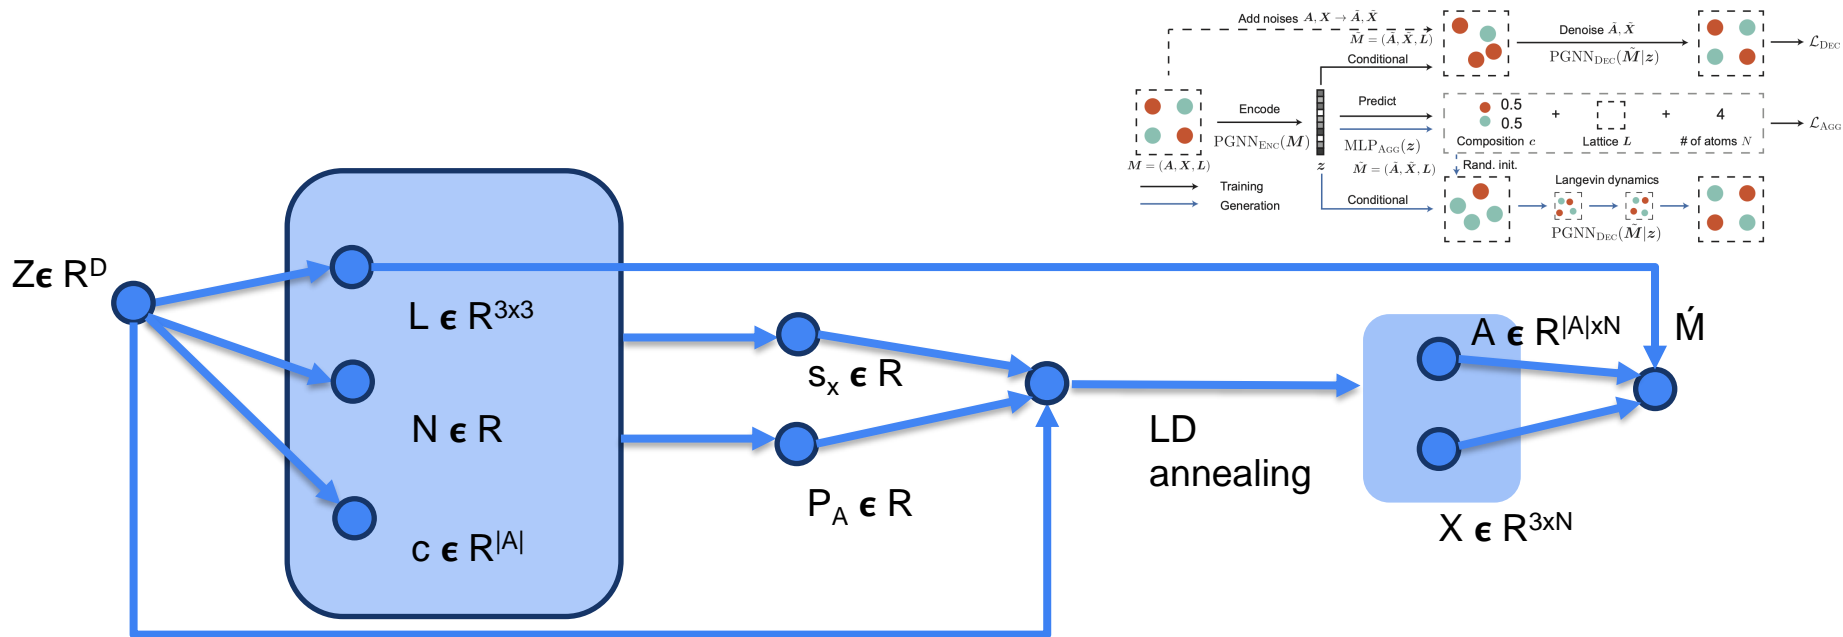 Add noises A, X → Ã, X̃
M̃ = (Ã, X̃, L)
Conditional
Denoise Ã, X̃
PGNN_DEC(M̃|z)
ℒ_DEC
Encode
PGNN_ENC(M)
M = (A, X, L)
z
Predict
MLP_AGG(z)
M̃ = (Ã, X̃, L)
0.5
0.5
+
+
4
Composition c
Lattice L
# of atoms N
ℒ_AGG
Rand. init.
Training
Generation
Conditional
Langevin dynamics
PGNN_DEC(M̃|z)
Zϵ R^D
L ϵ R^3x3
N ϵ R
c ϵ R^|A|
s_x ϵ R
P_A ϵ R
LD
annealing
A ϵ R^|A|xN
X ϵ R^3xN
Ḿ